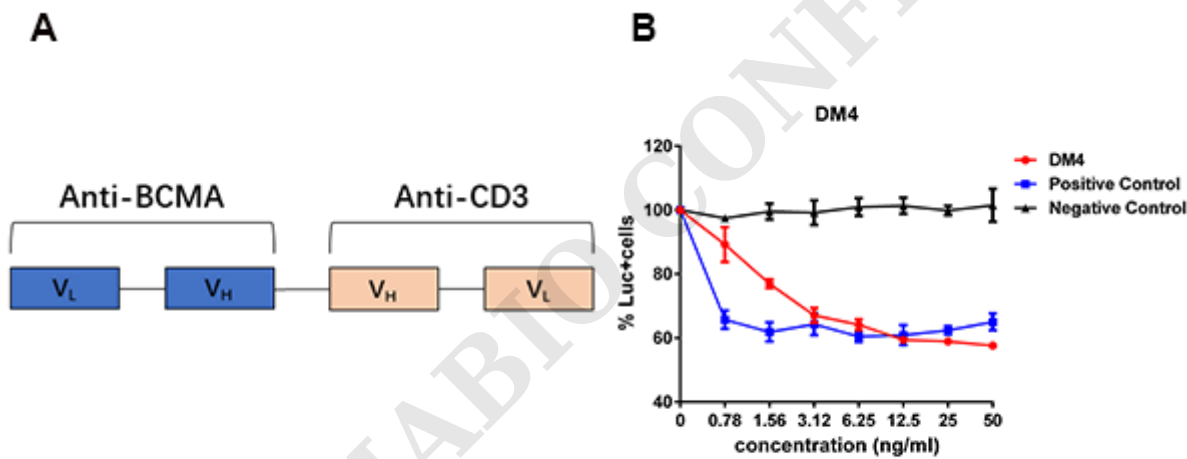 A
Anti-BCMA
Anti-CD3
VL
VH
VH
VL
B
DM4
120
100
80
60
40
% Luc+cells
0
0.78
1.56
3.12
6.25
12.5
25
50
concentration (ng/ml)
DM4
Positive Control
Negative Control